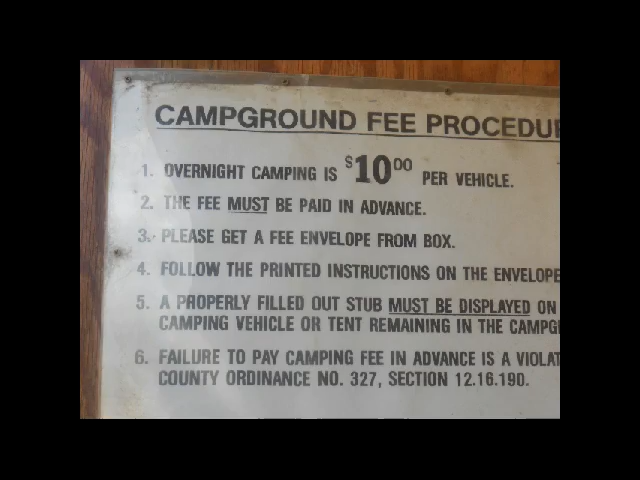 CAMPGROUND FEE PROCEDU
1. OVERNIGHT CAMPING IS $10.00 PER VEHICLE.
2. THE FEE MUST BE PAID IN ADVANCE.
3. PLEASE GET A FEE ENVELOPE FROM BOX.
4. FOLLOW THE PRINTED INSTRUCTIONS ON THE ENVELOPE
5. A PROPERLY FILLED OUT STUB MUST BE DISPLAYED ON
CAMPING VEHICLE OR TENT REMAINING IN THE CAMPG
6. FAILURE TO PAY CAMPING FEE IN ADVANCE IS A VIOLAT
COUNTY ORDINANCE NO. 327, SECTION 12.16.190.